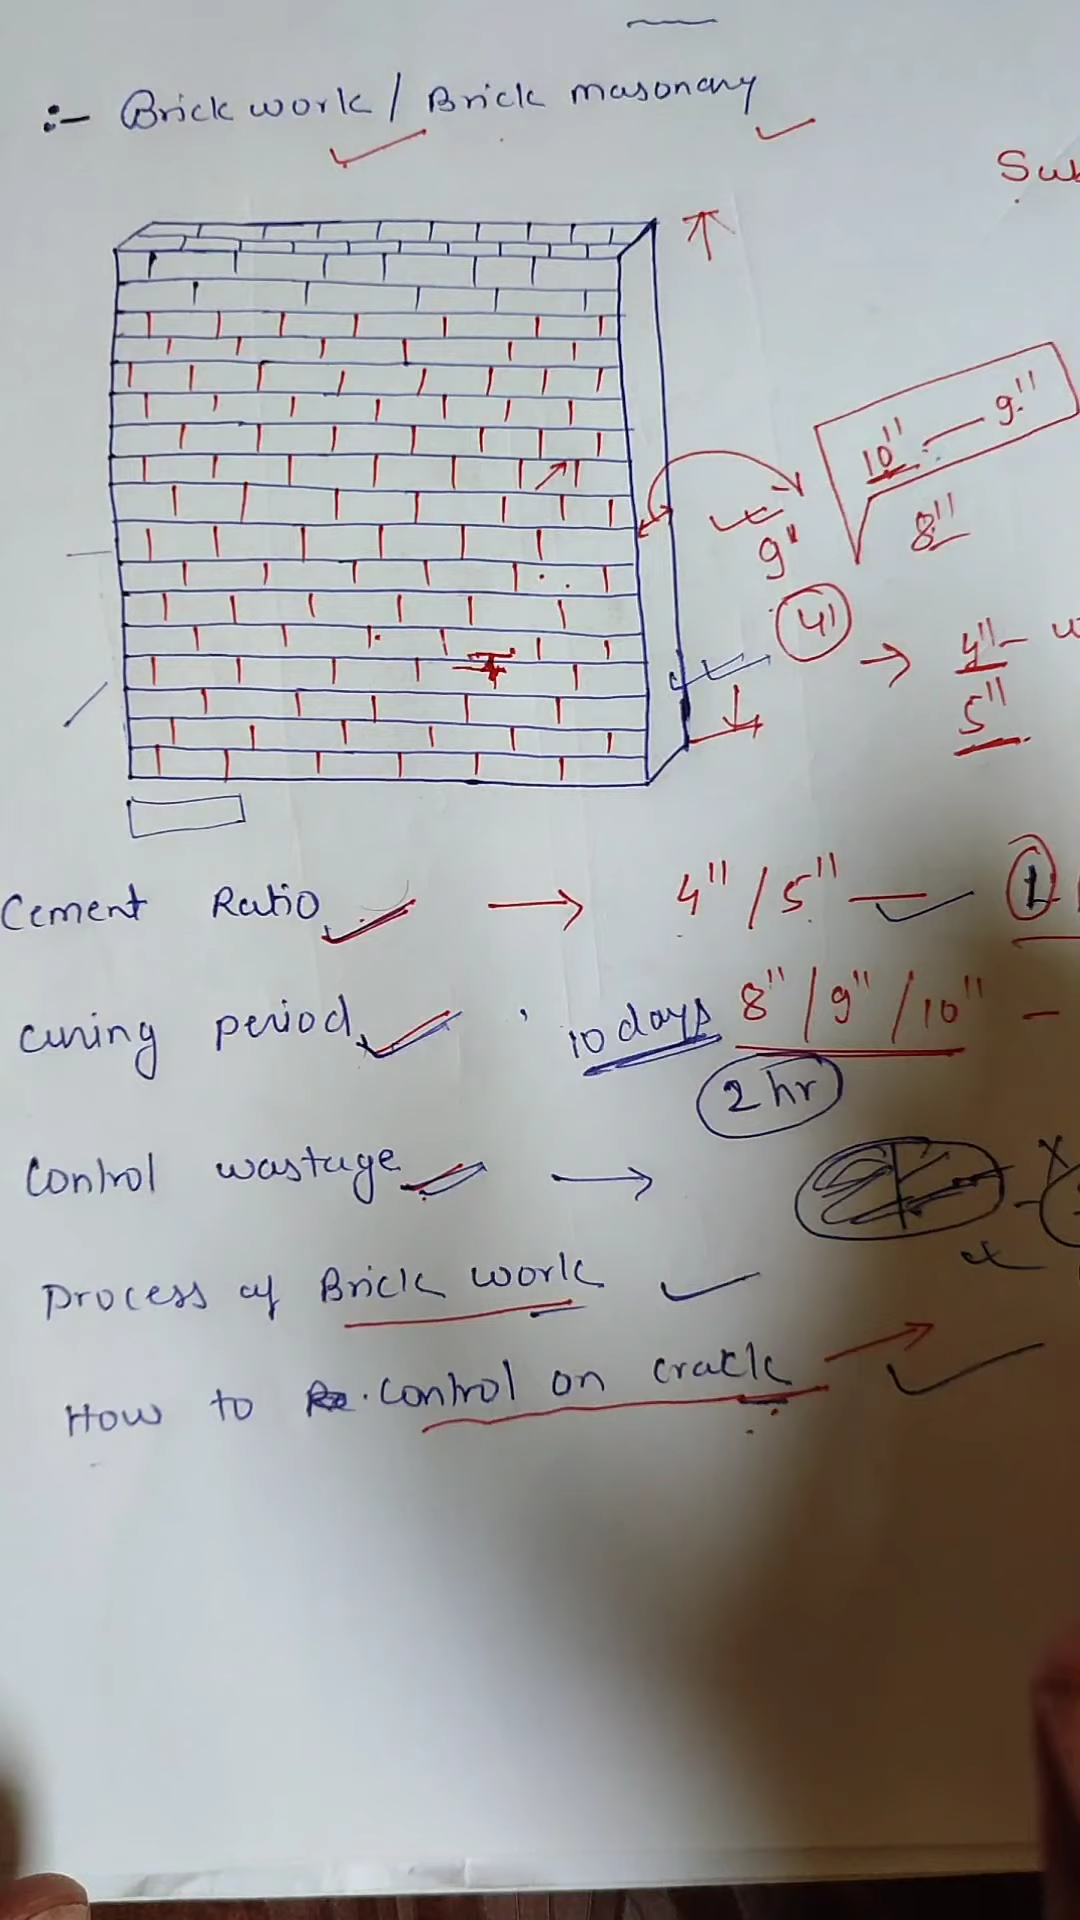 :- Brick work / Brick masonary
10" - 9"
8"
9"
4'
4" -
5"
Cement Ratio → 4" / 5" —
curing period 10 days 8" / 9" / 10" -
2 hr
Control wastage →
process of Brick work
How to control on crack